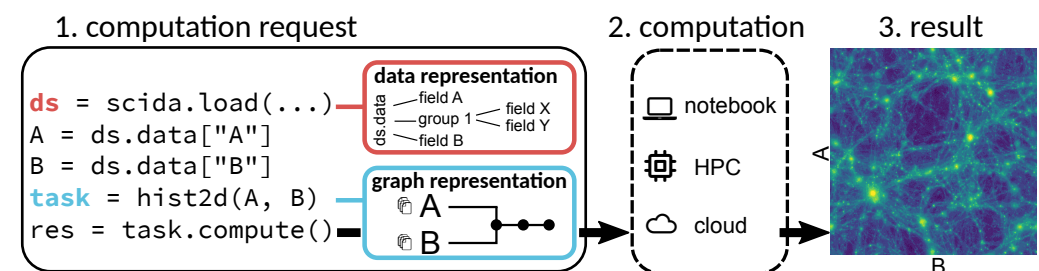 1. computation request
2. computation
3. result
ds = scida.load(...)
A = ds.data["A"]
B = ds.data["B"]
task = hist2d(A, B)
res = task.compute()
data representation
ds.data
field A
group 1
field B
field X
field Y
graph representation
A
B
notebook
HPC
cloud
A
B